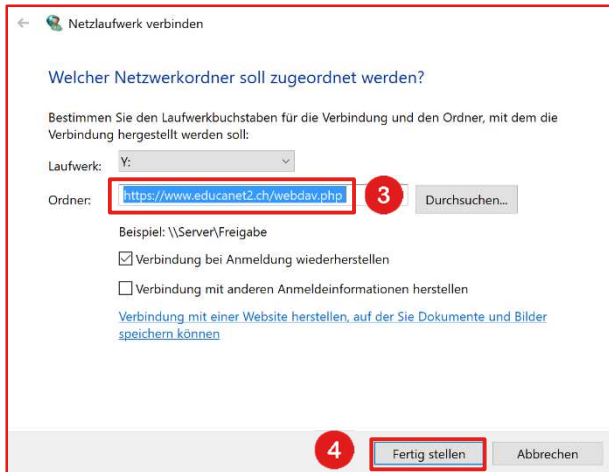 Netzlaufwerk verbinden
Welcher Netzwerkordner soll zugeordnet werden?
Bestimmen Sie den Laufwerkbuchstaben für die Verbindung und den Ordner, mit dem die
Verbindung hergestellt werden soll:
Laufwerk: Y:
Ordner: https://www.educanet2.ch/webdav.php 3 Durchsuchen...
Beispiel: \\Server\Freigabe
Verbindung bei Anmeldung wiederherstellen
Verbindung mit anderen Anmeldeinformationen herstellen
Verbindung mit einer Website herstellen, auf der Sie Dokumente und Bilder
speichern können
4 Fertig stellen Abbrechen